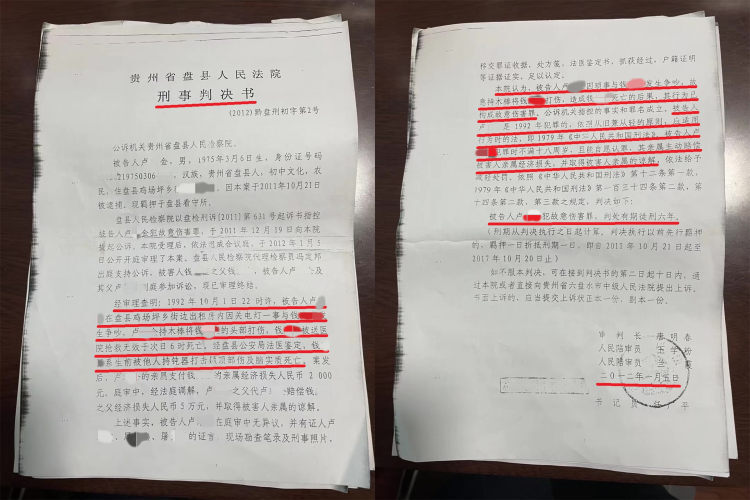 贵州省盘县人民法院
刑事判决书
(2012)黔盘刑初字第2号
公诉机关贵州省盘县人民检察院。
被告人卢 金，男，1975年3月6日生，身份证号码
219750306 ，汉族，贵州省盘县人，初中文化，农
民，住盘县鸡场坪乡 因本案于2011年10月21日
被逮捕。现羁押于盘县看守所。
盘县人民检察院以盘检刑诉[2011]第631号起诉书指控
被告人卢 金犯故意伤害罪，于2011年12月19日向本院
提起公诉。本院受理后，依法组成合议庭，于2012年1月5
日公开开庭审理了本案。盘县人民检察院代理检察员冯定邦
出庭支持公诉，被害人钱 之父钱 ，被告人卢 及
其父卢 到庭参加诉讼。现已审理终结。
经审理查明：1992年10月1日22时许，被告人卢
在盘县鸡场坪乡街边出租房内因关电灯一事与钱
生争吵。卢 持木棒将钱 的头部打伤，钱 被送医
院抢救无效于次日6时死亡。经盘县公安局法医鉴定，钱
系生前被他人持钝器打击 顶部伤及脑实质死亡。案发
后，卢 的亲属支付钱 的亲属经济损失人民币2000
元。庭审中，经法庭调解，卢 之父代卢 赔偿钱
之父经济损失人民币5万元，并取得被害人亲属的谅解。
上述事实，被告人卢 在庭审中无异议，并有证人卢
、屠 的证言，现场勘查笔录及刑事照片，
移交罪证收据，处方笺，法医鉴定书，抓获经过，户籍证明
等证据证实，足以认定。
本院认为，被告人卢 因琐事与钱 发生争吵，故
意持木棒将钱 打伤，造成钱 死亡的后果，其行为已
构成故意伤害罪。公诉机关指控的事实和罪名成立，被告人
卢 是1992年犯罪的，依照从旧兼从轻的原则，应适用
行为时的法，即1979年《中华人民共和国刑法》。被告人卢
犯罪时不满十八周岁，且能自愿认罪，其亲属主动赔偿
被害人亲属经济损失，并取得被害人亲属的谅解，依法给予
减轻处罚，依照《中华人民共和国刑法》第十二条第一款，
1979年《中华人民共和国刑法》第一百三十四条第二款，第
十四条第二款、第三款之规定，判决如下：
被告人卢 犯故意伤害罪，判处有期徒刑六年。
(刑期从判决执行之日起计算。判决执行以前先行羁押
的，羁押一日折抵刑期一日，即自2011年10月21日起至
2017年10月20日止)
如不服本判决，可在接到判决书的第二日起十日内，通
过本院或者直接向贵州省六盘水市中级人民法院提出上诉。
书面上诉的，应当提交上诉状正本一份，副本一份。
审判长 唐明春
人民陪审员
人民陪审员
二〇一二年一月五日
书记员 平